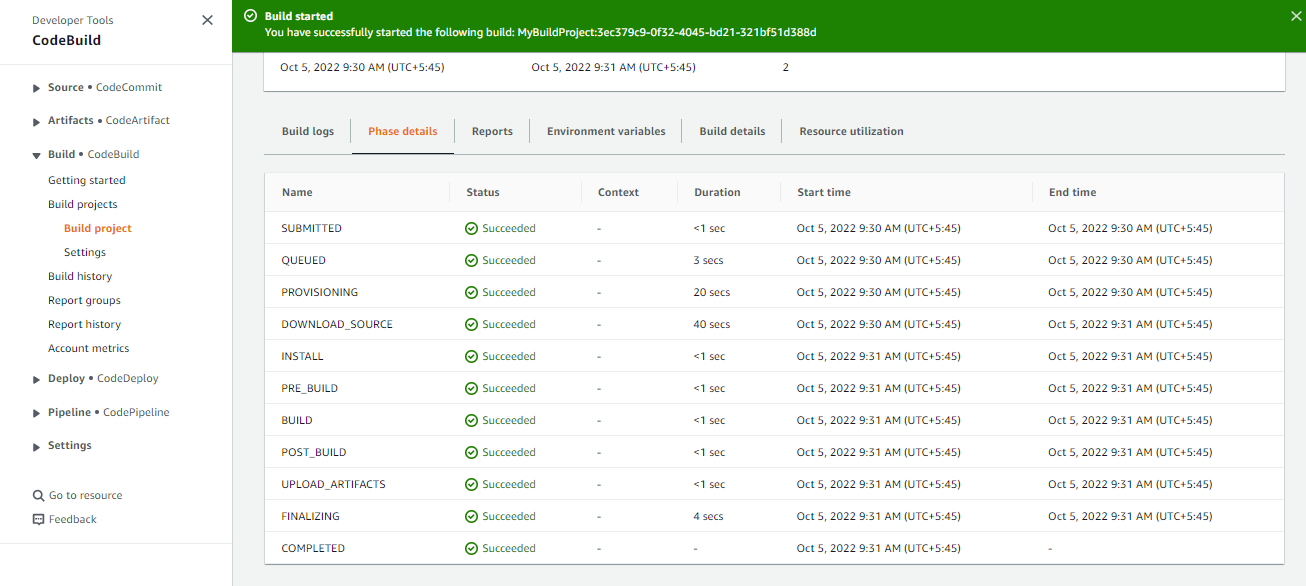 Developer Tools
CodeBuild
Source • CodeCommit
Artifacts • CodeArtifact
Build • CodeBuild
Getting started
Build projects
Build project
Settings
Build history
Report groups
Report history
Account metrics
Deploy • CodeDeploy
Pipeline • CodePipeline
Settings
Go to resource
Feedback
Build started
You have successfully started the following build: MyBuildProject:3ec379c9-0f32-4045-bd21-321bf51d388d
Oct 5, 2022 9:30 AM (UTC+5:45) Oct 5, 2022 9:31 AM (UTC+5:45) 2
Build logs Phase details Reports Environment variables Build details Resource utilization
Name Status Context Duration Start time End time
SUBMITTED Succeeded - <1 sec Oct 5, 2022 9:30 AM (UTC+5:45) Oct 5, 2022 9:30 AM (UTC+5:45)
QUEUED Succeeded - 3 secs Oct 5, 2022 9:30 AM (UTC+5:45) Oct 5, 2022 9:30 AM (UTC+5:45)
PROVISIONING Succeeded - 20 secs Oct 5, 2022 9:30 AM (UTC+5:45) Oct 5, 2022 9:30 AM (UTC+5:45)
DOWNLOAD_SOURCE Succeeded - 40 secs Oct 5, 2022 9:30 AM (UTC+5:45) Oct 5, 2022 9:31 AM (UTC+5:45)
INSTALL Succeeded - <1 sec Oct 5, 2022 9:31 AM (UTC+5:45) Oct 5, 2022 9:31 AM (UTC+5:45)
PRE_BUILD Succeeded - <1 sec Oct 5, 2022 9:31 AM (UTC+5:45) Oct 5, 2022 9:31 AM (UTC+5:45)
BUILD Succeeded - <1 sec Oct 5, 2022 9:31 AM (UTC+5:45) Oct 5, 2022 9:31 AM (UTC+5:45)
POST_BUILD Succeeded - <1 sec Oct 5, 2022 9:31 AM (UTC+5:45) Oct 5, 2022 9:31 AM (UTC+5:45)
UPLOAD_ARTIFACTS Succeeded - <1 sec Oct 5, 2022 9:31 AM (UTC+5:45) Oct 5, 2022 9:31 AM (UTC+5:45)
FINALIZING Succeeded - 4 secs Oct 5, 2022 9:31 AM (UTC+5:45) Oct 5, 2022 9:31 AM (UTC+5:45)
COMPLETED Succeeded - - Oct 5, 2022 9:31 AM (UTC+5:45) -